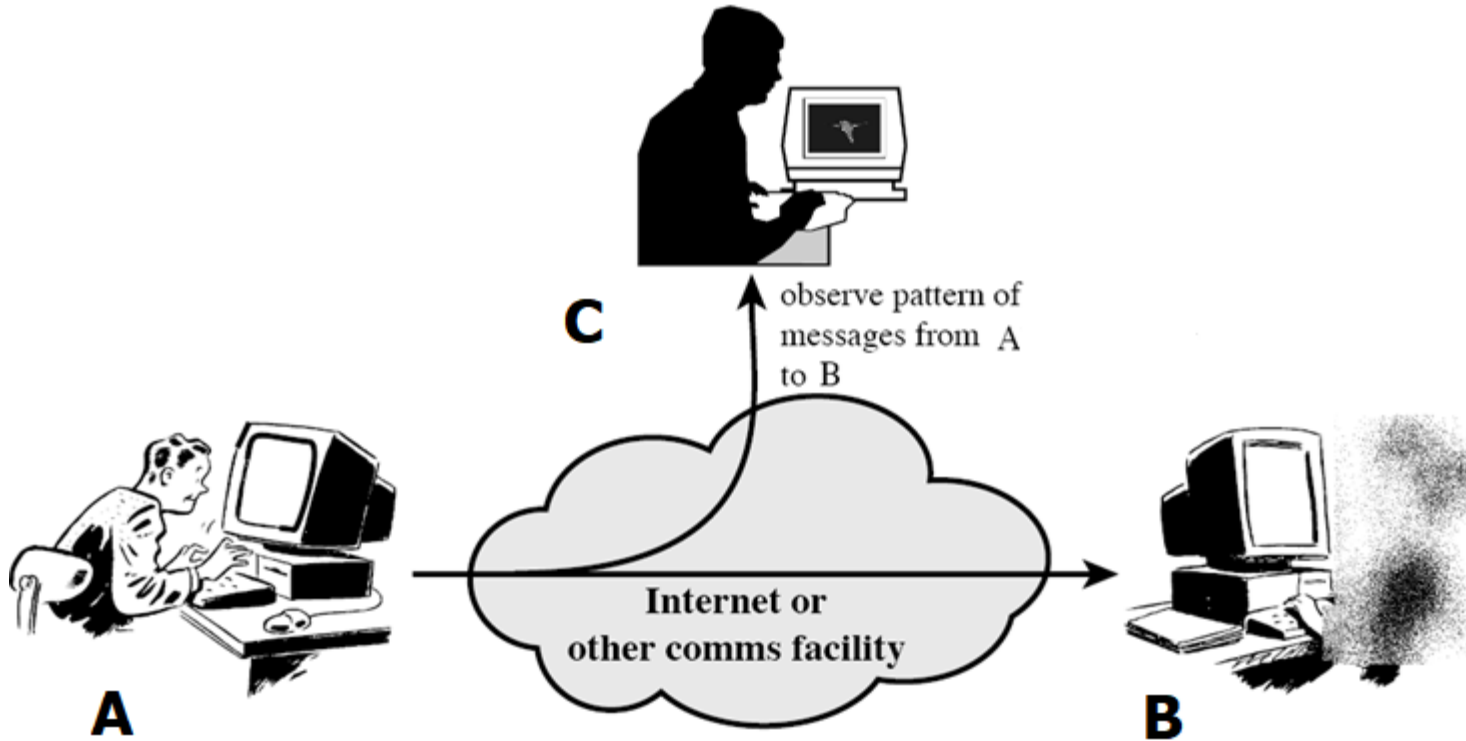 C
observe pattern of
messages from A
to B
Internet or
other comms facility
A
B